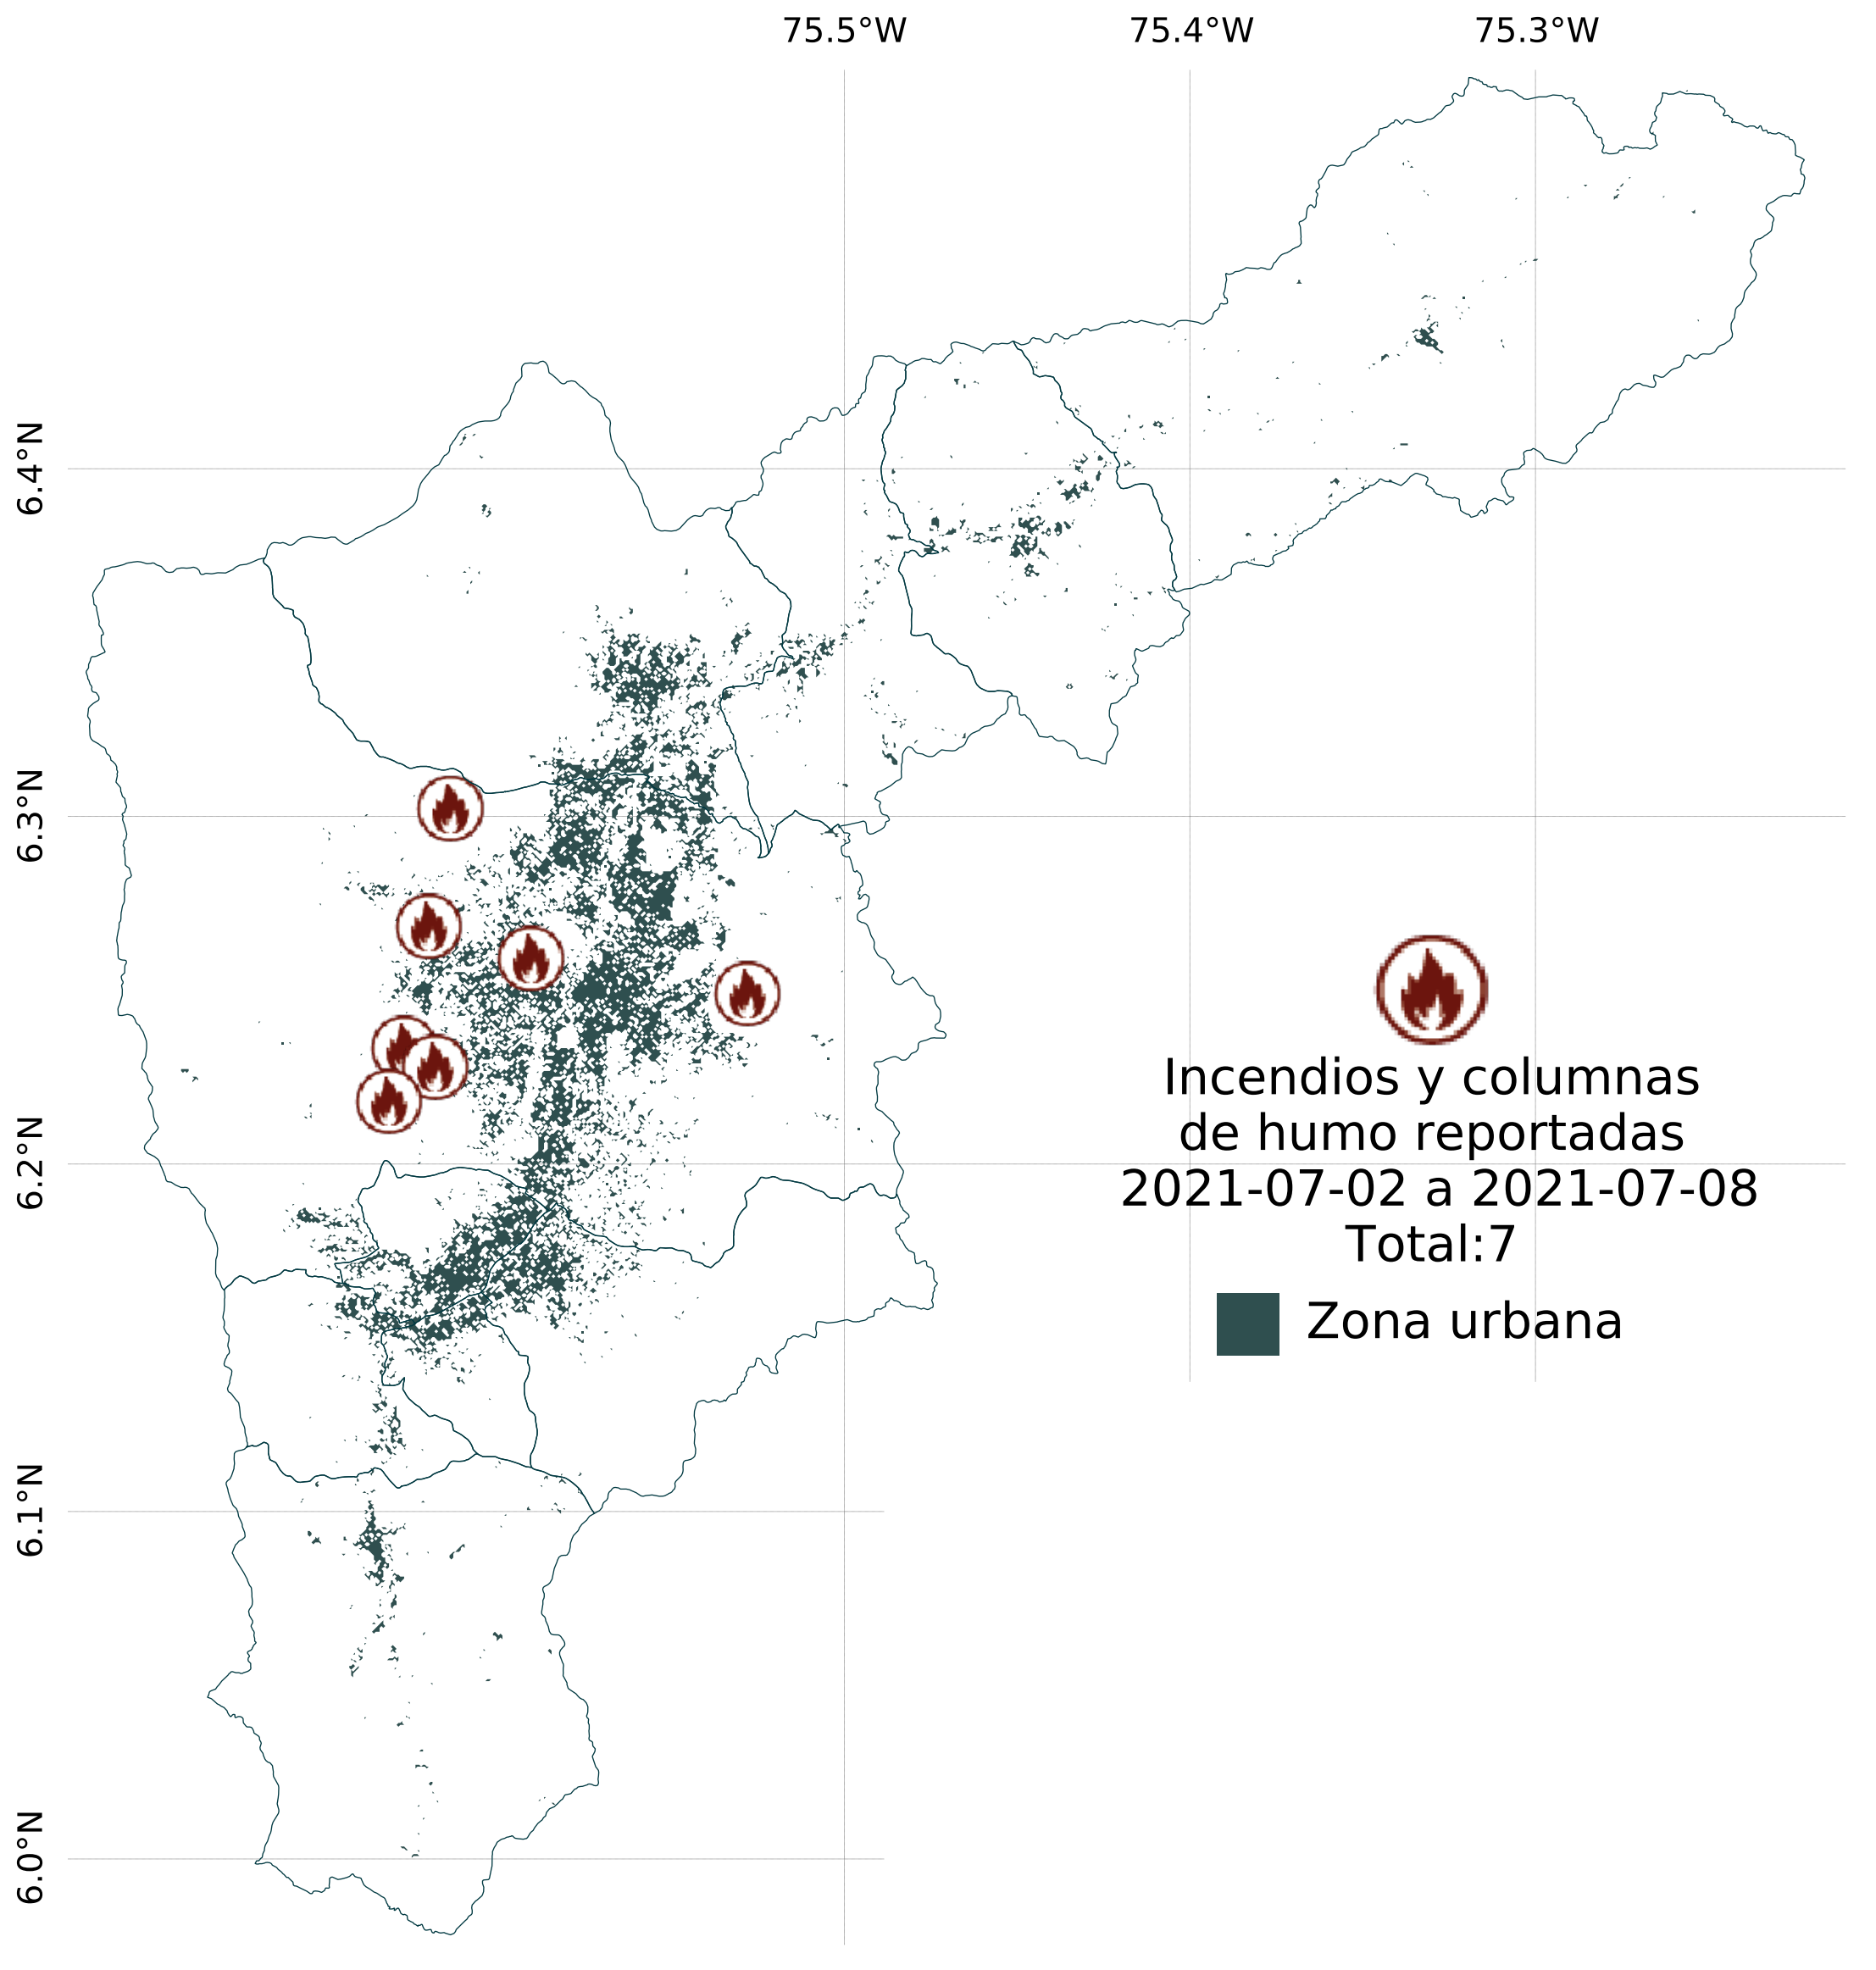 75.5°W 75.4°W 75.3°W
6.4°N
6.3°N
6.2°N
6.1°N
6.0°N
Incendios y columnas
de humo reportadas
2021-07-02 a 2021-07-08
Total:7
Zona urbana